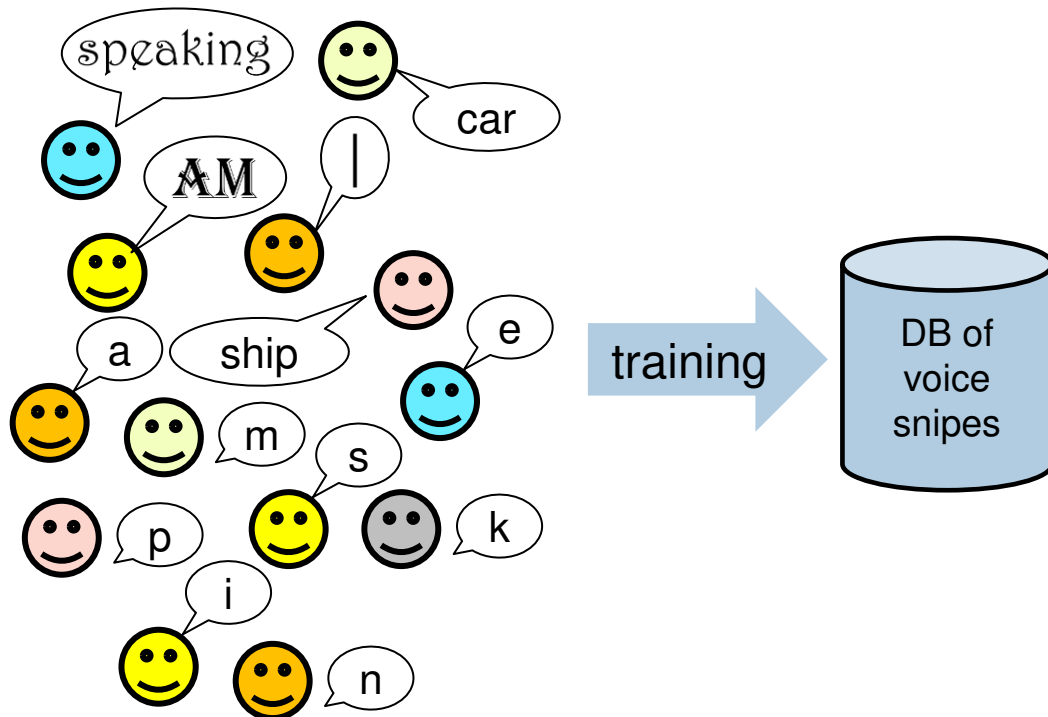 speaking
car
AM
I
ship
e
a
m
s
k
p
i
n
training
DB of
voice
snipes